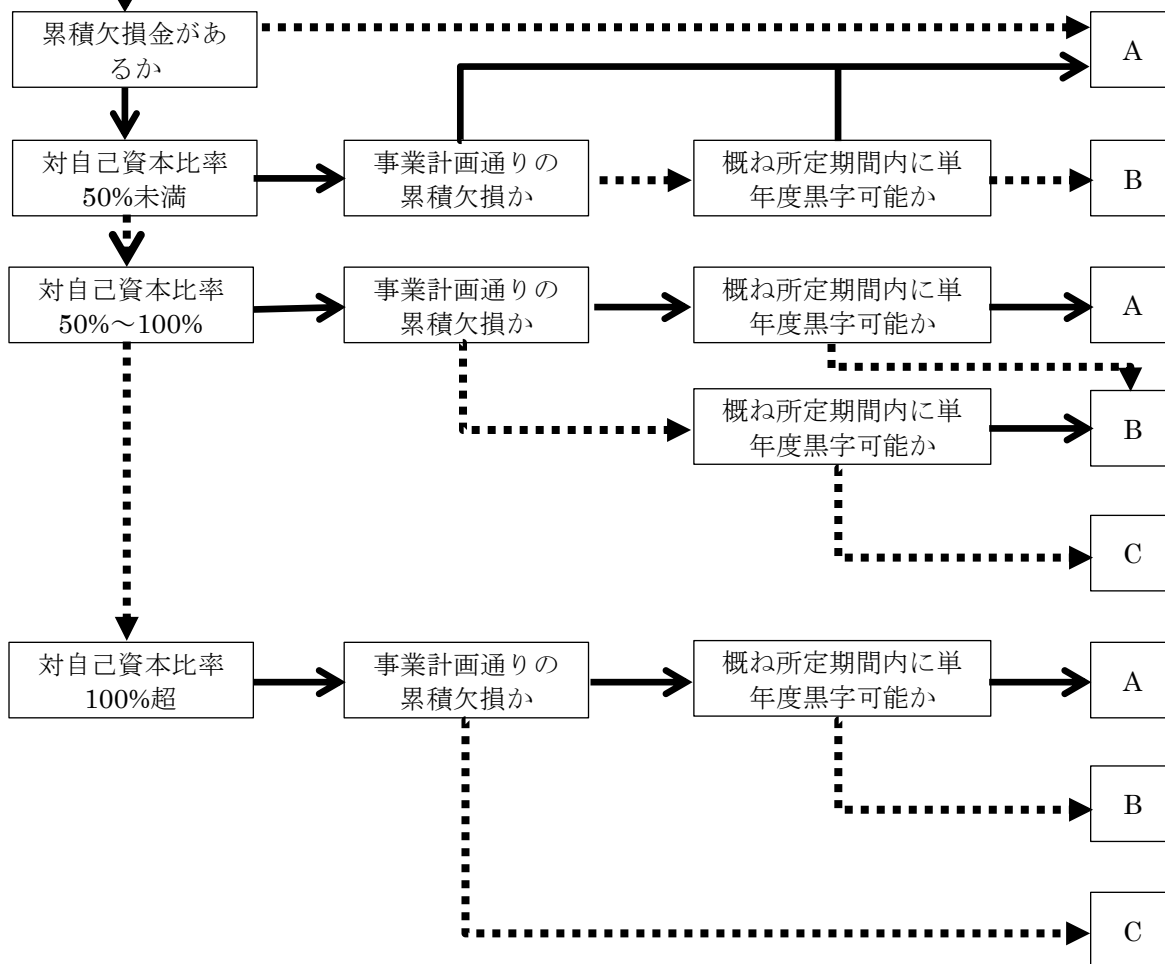 累積欠損金があ
るか
A
対自己資本比率
50%未満
事業計画通りの
累積欠損か
概ね所定期間内に単
年度黒字可能か
B
対自己資本比率
50%～100%
事業計画通りの
累積欠損か
概ね所定期間内に単
年度黒字可能か
A
概ね所定期間内に単
年度黒字可能か
B
C
対自己資本比率
100%超
事業計画通りの
累積欠損か
概ね所定期間内に単
年度黒字可能か
A
B
C